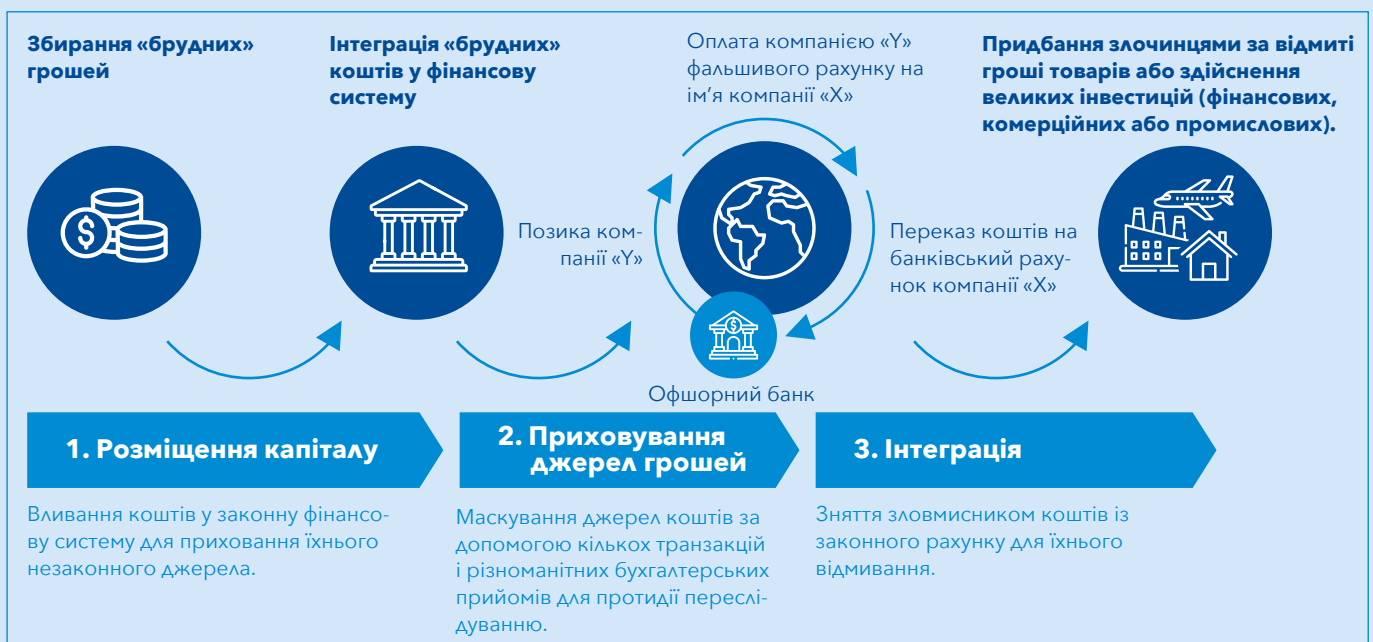 Збирання «брудних»
грошей
Інтеграція «брудних»
коштів у фінансову
систему
Оплата компанією «Y»
фальшивого рахунку на
ім’я компанії «X»
Придбання злочинцями за відмиті
гроші товарів або здійснення
великих інвестицій (фінансових,
комерційних або промислових).
Позика ком-
панії «Y»
Переказ коштів на
банківський раху-
нок компанії «X»
Офшорний банк
1. Розміщення капіталу
2. Приховування
джерел грошей
3. Інтеграція
Вливання коштів у законну фінансо-
ву систему для приховання їхнього
незаконного джерела.
Маскування джерел коштів за
допомогою кількох транзакцій
і різноманітних бухгалтерських
прийомів для протидії переслі-
дуванню.
Зняття зловмисником коштів із
законного рахунку для їхнього
відмивання.